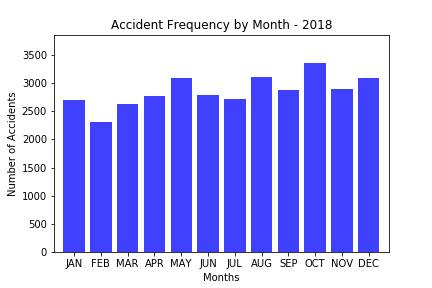 Accident Frequency by Month - 2018
Number of Accidents
3500
3000
2500
2000
1500
1000
500
0
JAN FEB MAR APR MAY JUN JUL AUG SEP OCT NOV DEC
Months